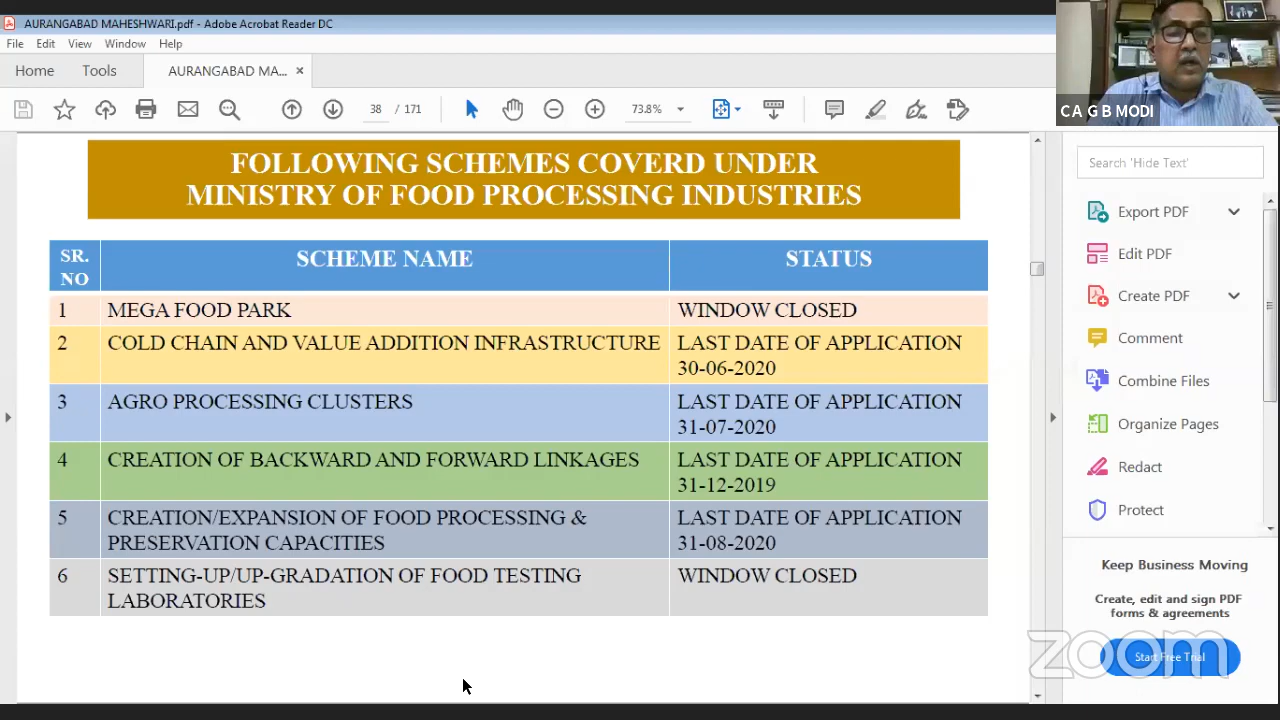 AURANGABAD MAHESHWARI.pdf - Adobe Acrobat Reader DC
File Edit View Window Help
Home Tools AURANGABAD MA... ×
38 / 171 73.8%
C A G B MODI
FOLLOWING SCHEMES COVERD UNDER
MINISTRY OF FOOD PROCESSING INDUSTRIES
SR. NO SCHEME NAME STATUS
1 MEGA FOOD PARK WINDOW CLOSED
2 COLD CHAIN AND VALUE ADDITION INFRASTRUCTURE LAST DATE OF APPLICATION
30-06-2020
3 AGRO PROCESSING CLUSTERS LAST DATE OF APPLICATION
31-07-2020
4 CREATION OF BACKWARD AND FORWARD LINKAGES LAST DATE OF APPLICATION
31-12-2019
5 CREATION/EXPANSION OF FOOD PROCESSING & LAST DATE OF APPLICATION
PRESERVATION CAPACITIES 31-08-2020
6 SETTING-UP/UP-GRADATION OF FOOD TESTING WINDOW CLOSED
LABORATORIES
Search 'Hide Text'
Export PDF
Edit PDF
Create PDF
Comment
Combine Files
Organize Pages
Redact
Protect
Keep Business Moving
Create, edit and sign PDF
forms & agreements
Start Free Trial
zoom